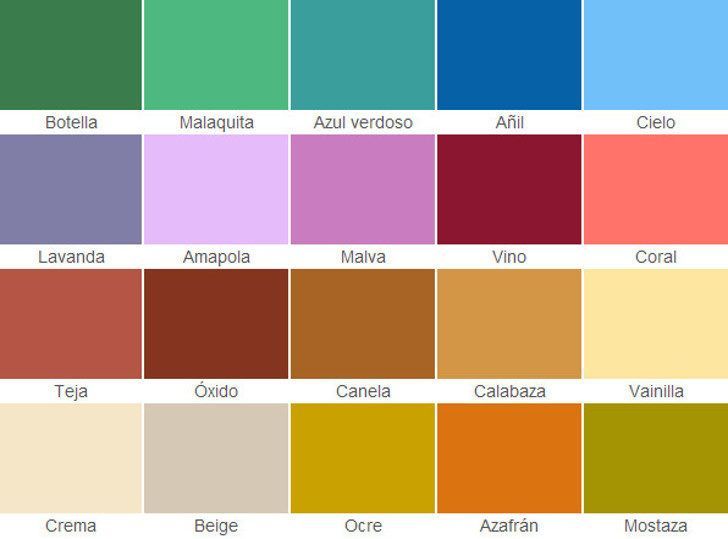 Botella Malaquita Azul verdoso Añil Cielo
Lavanda Amapola Malva Vino Coral
Teja Óxido Canela Calabaza Vainilla
Crema Beige Ocre Azafrán Mostaza